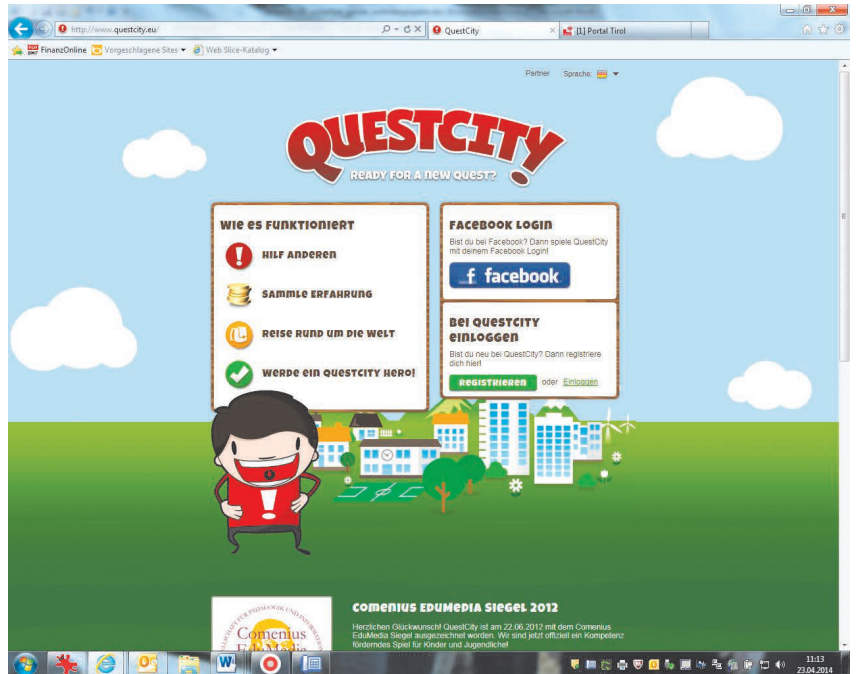 http://www.questcity.eu/
QuestCity
[1] Portal Tirol
FinanzOnline
Vorgeschlagene Sites
Web Slice-Katalog
Partner
Sprache:
QUESTCITY
READY FOR A NEW QUEST?
WIE ES FUNKTIONIERT
HILF ANDEREN
SAMMLE ERFAHRUNG
REISE RUND UM DIE WELT
WERDE EIN QUESTCITY HERO!
FACEBOOK LOGIN
Bist du bei Facebook? Dann spiele QuestCity
mit deinem Facebook Login!
f facebook
BEI QUESTCITY
EINLOGGEN
Bist du neu bei QuestCity? Dann registriere
dich hier!
REGISTRIEREN oder Einloggen
Comenius
EduMedia
COMENIUS EDUMEDIA SIEGEL 2012
Herzlichen Glückwunsch! QuestCity ist am 22.06.2012 mit dem Comenius
EduMedia Siegel ausgezeichnet worden. Wir sind jetzt offiziell ein Kompetenz
förderndes Spiel für Kinder und Jugendliche!
11:13
23.04.2014